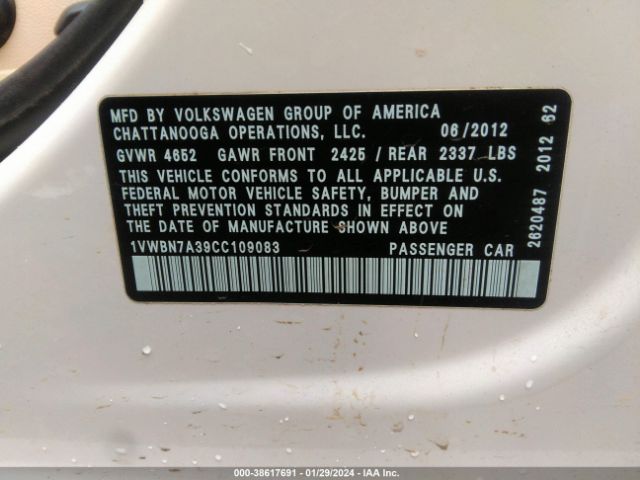 MFD BY VOLKSWAGEN GROUP OF AMERICA
CHATTANOOGA OPERATIONS, LLC. 06/2012
GVWR 4652 GAWR FRONT 2425 / REAR 2337 LBS
THIS VEHICLE CONFORMS TO ALL APPLICABLE U.S.
FEDERAL MOTOR VEHICLE SAFETY, BUMPER AND
THEFT PREVENTION STANDARDS IN EFFECT ON
THE DATE OF MANUFACTURE SHOWN ABOVE
1VWBN7A39CC109083 PASSENGER CAR
2620487 2012 62
000-38617691 - 01/29/2024 - IAA Inc.